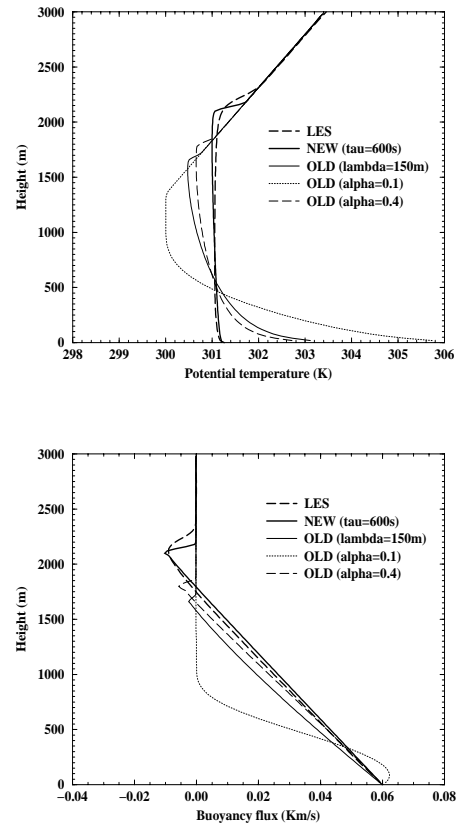 3000
2500
2000
1500
1000
500
0
Height (m)
LES
NEW (tau=600s)
OLD (lambda=150m)
OLD (alpha=0.1)
OLD (alpha=0.4)
298 299 300 301 302 303 304 305 306
Potential temperature (K)
3000
2500
2000
1500
1000
500
0
Height (m)
LES
NEW (tau=600s)
OLD (lambda=150m)
OLD (alpha=0.1)
OLD (alpha=0.4)
−0.04 −0.02 0.00 0.02 0.04 0.06 0.08
Buoyancy flux (Km/s)